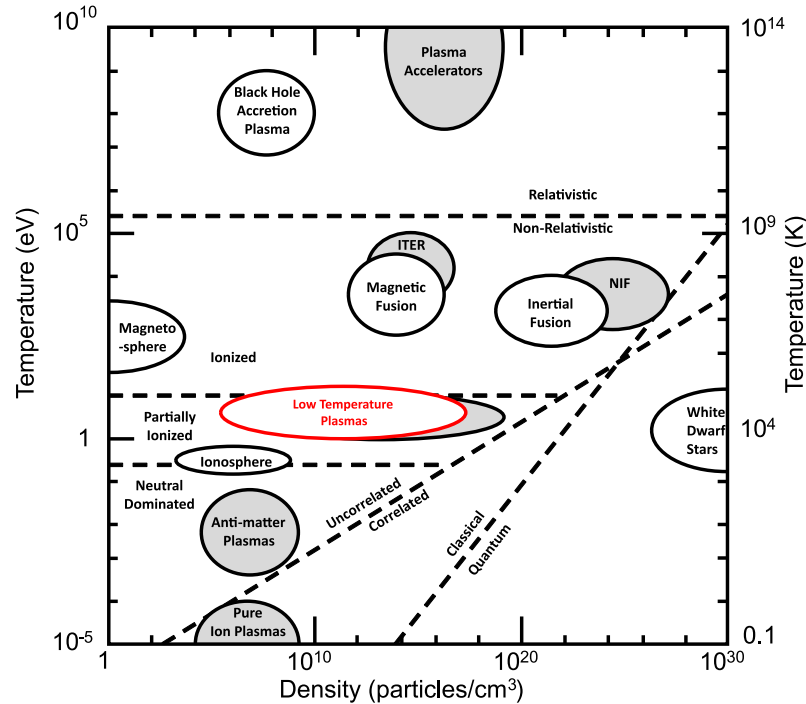 10^10
10^14
Plasma
Accelerators
Black Hole
Accretion
Plasma
Relativistic
10^5
Non-Relativistic
10^9
ITER
Magnetic
Fusion
NIF
Inertial
Fusion
Magneto
-sphere
Ionized
Temperature (eV)
Temperature (K)
Low Temperature
Plasmas
Partially
Ionized
1
White
Dwarf
Stars
10^4
Ionosphere
Neutral
Dominated
Uncorrelated
Correlated
Anti-matter
Plasmas
Classical
Quantum
Pure
Ion Plasmas
10^-5
0.1
1
10^10
10^20
10^30
Density (particles/cm^3)